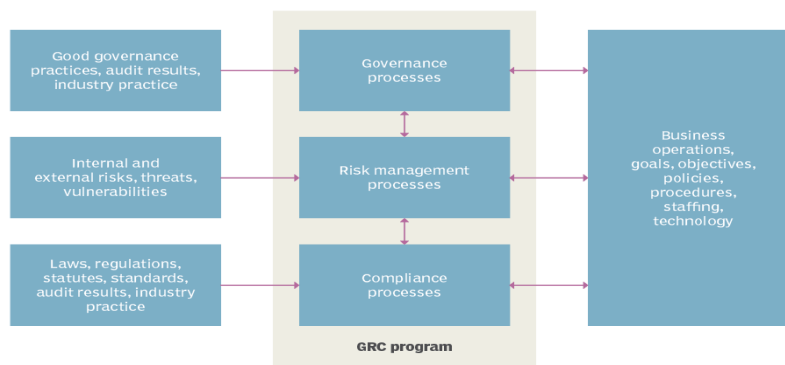 Good governance
practices, audit results,
industry practice
Governance
processes
Internal and
external risks, threats,
vulnerabilities
Risk management
processes
Business
operations,
goals, objectives,
policies,
procedures,
staffing,
technology
Laws, regulations,
statutes, standards,
audit results, industry
practice
Compliance
processes
GRC program